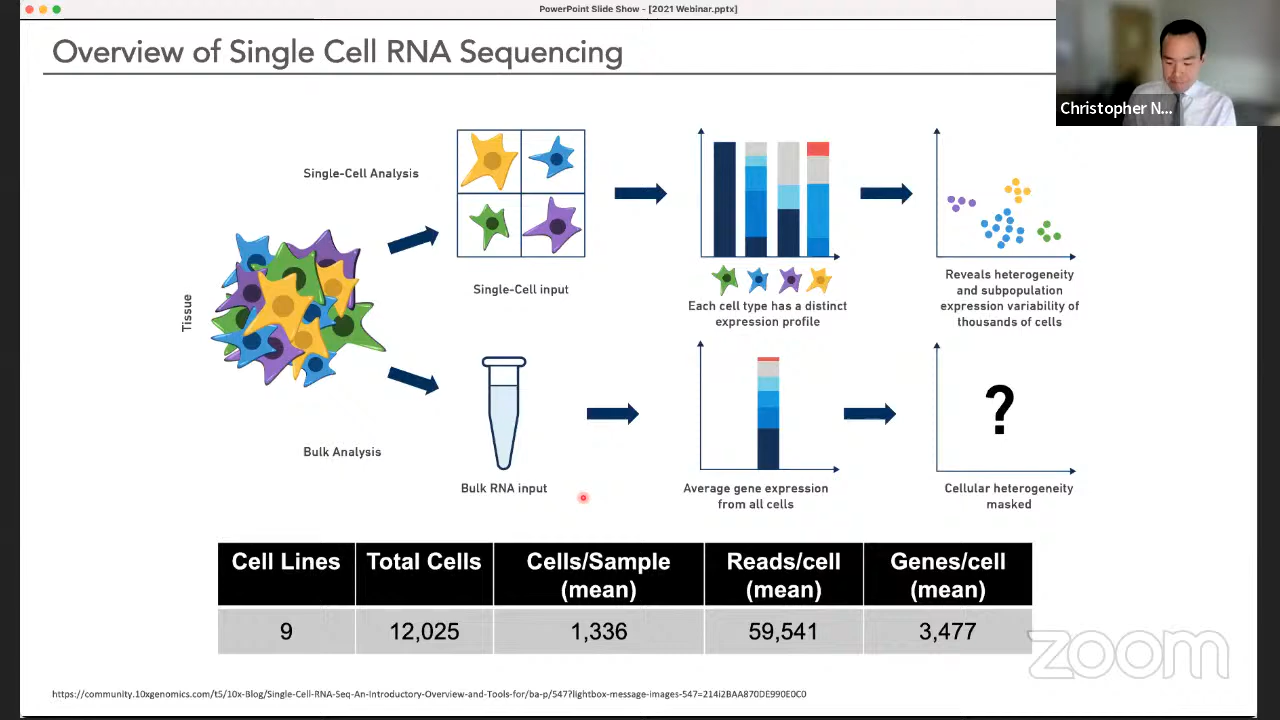 PowerPoint Slide Show - [2021 Webinar.pptx]
Overview of Single Cell RNA Sequencing
Christopher N...
Single-Cell Analysis
Single-Cell input
Each cell type has a distinct
expression profile
Reveals heterogeneity
and subpopulation
expression variability of
thousands of cells
Tissue
Bulk Analysis
Bulk RNA input
Average gene expression
from all cells
?
Cellular heterogeneity
masked
Cell Lines
Total Cells
Cells/Sample
(mean)
Reads/cell
(mean)
Genes/cell
(mean)
9
12,025
1,336
59,541
3,477
zoom
https://community.10xgenomics.com/t5/10x-Blog/Single-Cell-RNA-Seq-An-Introductory-Overview-and-Tools-for/ba-p/547?lightbox-message-images-547=214i2BAA870DE990E0C0